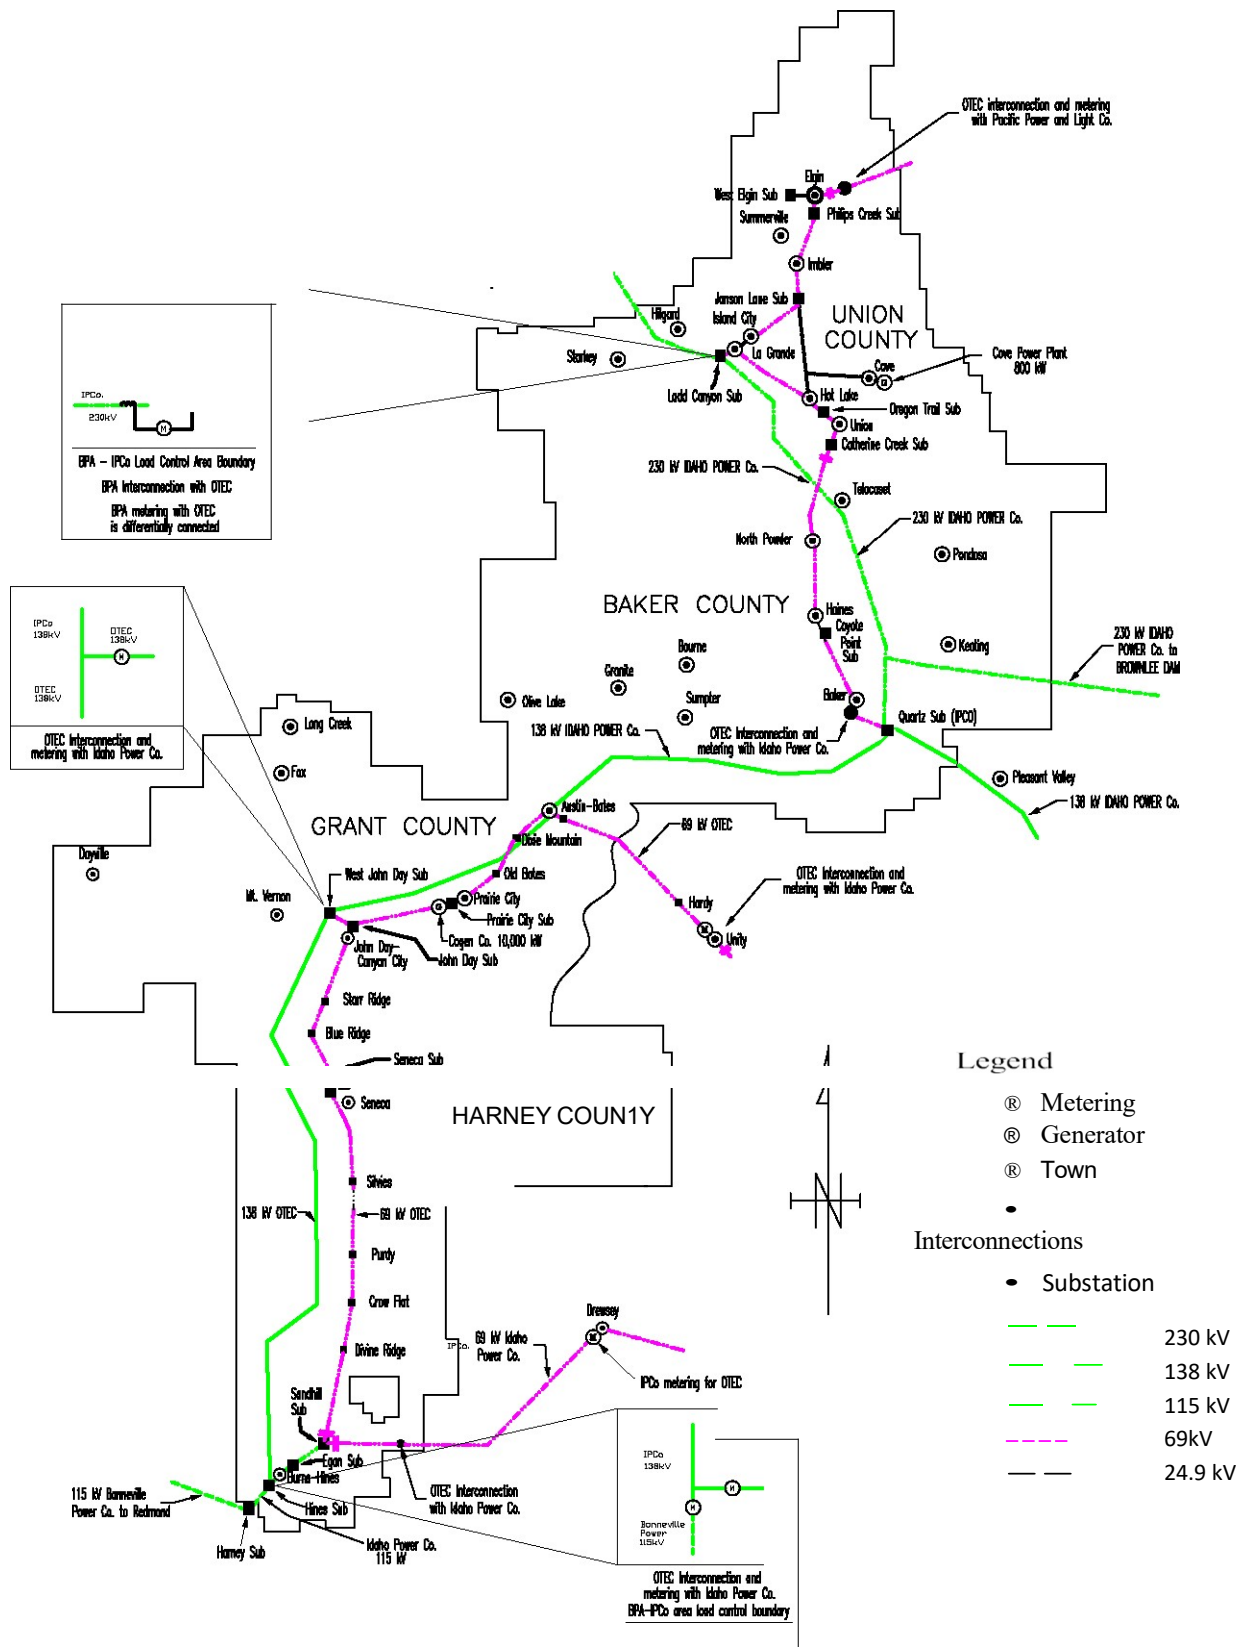 OTEC interconnection and metering
with Pacific Power and Light Co.
Elgin
West Elgin Sub
Philips Creek Sub
Summerville
Imbler
Janson Lane Sub
Island City
Hilgard
UNION
COUNTY
Starkey
La Grande
Cove
Cove Power Plant
800 kW
Ladd Canyon Sub
Hot Lake
Oregon Trail Sub
Union
Catherine Creek Sub
IPCo.
230kV
M
BPA - IPCo Load Control Area Boundary
BPA Interconnection with OTEC
BPA metering with OTEC
is differentially connected
230 kV IDAHO POWER Co.
Telocaset
230 kV IDAHO POWER Co.
North Powder
Pondosa
BAKER COUNTY
Haines
Coyote
Point
Sub
Keating
230 kV IDAHO
POWER Co. to
BROWNLEE DAM
IPCo
138kV
OTEC
138kV
M
OTEC
138kV
OTEC Interconnection and
metering with Idaho Power Co.
Bourne
Granite
Sumpter
Olive Lake
Baker
Quartz Sub (IPCO)
Long Creek
138 kV IDAHO POWER Co.
OTEC Interconnection and
metering with Idaho Power Co.
Fox
Pleasant Valley
138 kV IDAHO POWER Co.
Austin-Bates
GRANT COUNTY
69 kV OTEC
Dixie Mountain
Dayville
West John Day Sub
Old Bates
OTEC Interconnection and
metering with Idaho Power Co.
Mt. Vernon
Prairie City
Prairie City Sub
Hardy
Cogen Co. 10,000 kW
Unity
John Day-
Canyon City
John Day Sub
Starr Ridge
Blue Ridge
Seneca Sub
Seneca
HARNEY COUN1Y
Legend
® Metering
® Generator
® Town
•
Interconnections
• Substation
230 kV
138 kV
115 kV
69kV
24.9 kV
N
Silvies
138 kV OTEC
69 kV OTEC
Purdy
Crow Flat
Drewsey
Divine Ridge
IPCo.
69 kV Idaho
Power Co.
IPCo metering for OTEC
Sandhill
Sub
Egan Sub
Burns-Hines
Hines Sub
115 kV Bonneville
Power Co. to Redmond
Harney Sub
Idaho Power Co.
115 kV
OTEC Interconnection
with Idaho Power Co.
IPCo
138kV
M
M
Bonneville
Power
115kV
OTEC Interconnection and
metering with Idaho Power Co.
BPA-IPCo area load control boundary